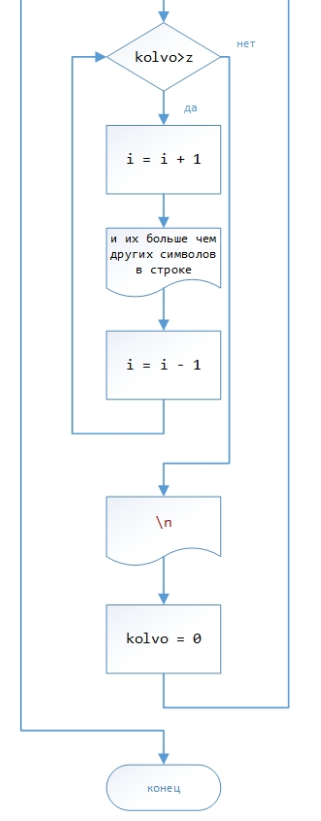 kolvo>z
нет
да
i = i + 1
и их больше чем
других символов
в строке
i = i - 1
\n
kolvo = 0
конец